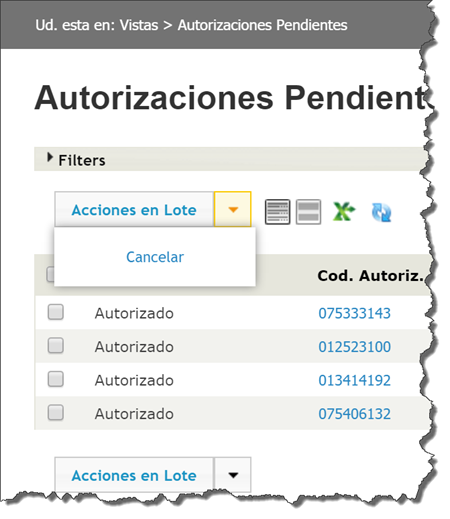 Ud. esta en: Vistas > Autorizaciones Pendientes
Autorizaciones Pendient
Filters
Acciones en Lote
Cancelar
Cod. Autoriz.
Autorizado 075333143
Autorizado 012523100
Autorizado 013414192
Autorizado 075406132
Acciones en Lote